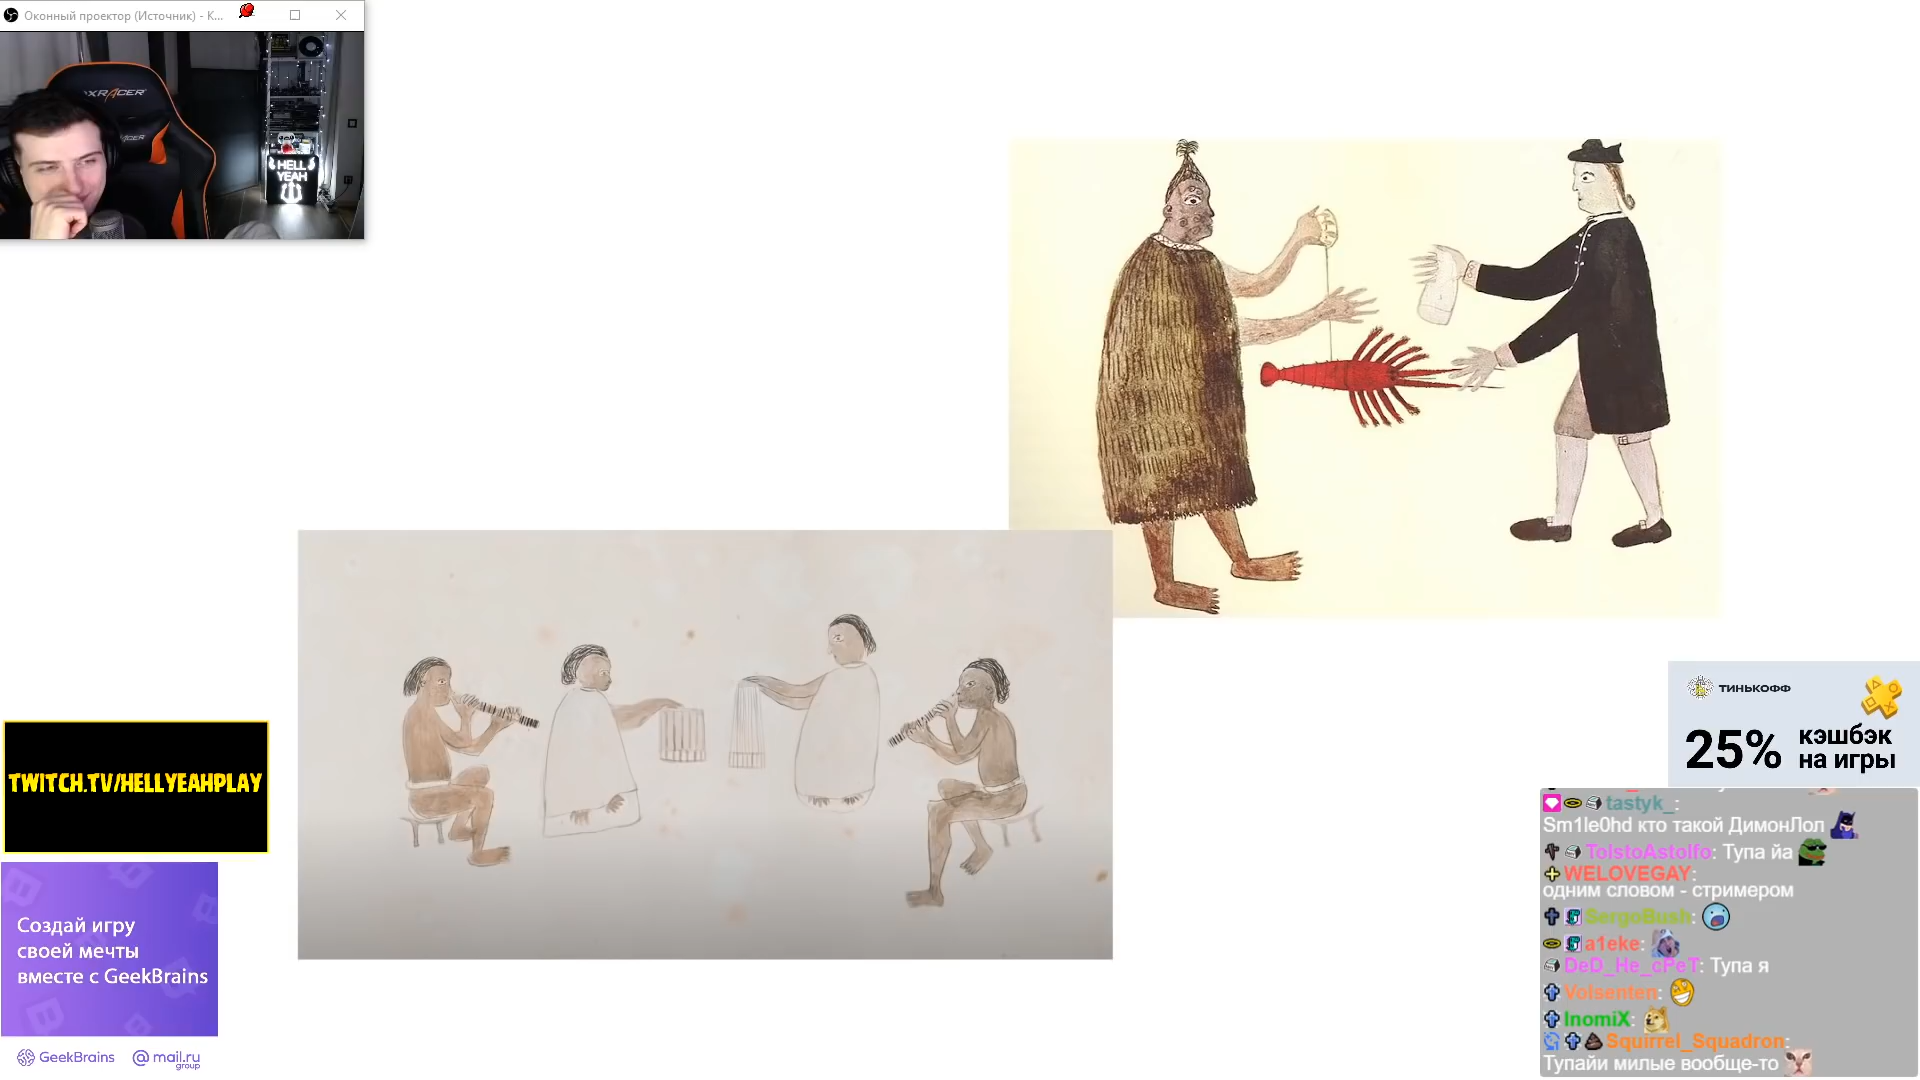 Оконный проектор (Источник) - К...
XRACER
HELL
YEAH
TWITCH.TV/HELLYEAHPLAY
Создай игру
своей мечты
вместе с GeekBrains
GeekBrains @mail.ru
group
ТИНЬКОФФ
25% кэшбэк
на игры
tastyk_:
Sm1le0hd кто такой ДимонЛол
TolstoAstolfo: Тупа йа
WELOVEGAY:
одним словом - стримером
SergoBush:
a1eke:
DeD_He_cPeT: Тупа я
Volsenten:
InomiX:
Squirrel_Squadron:
Тупайи милые вообще-то